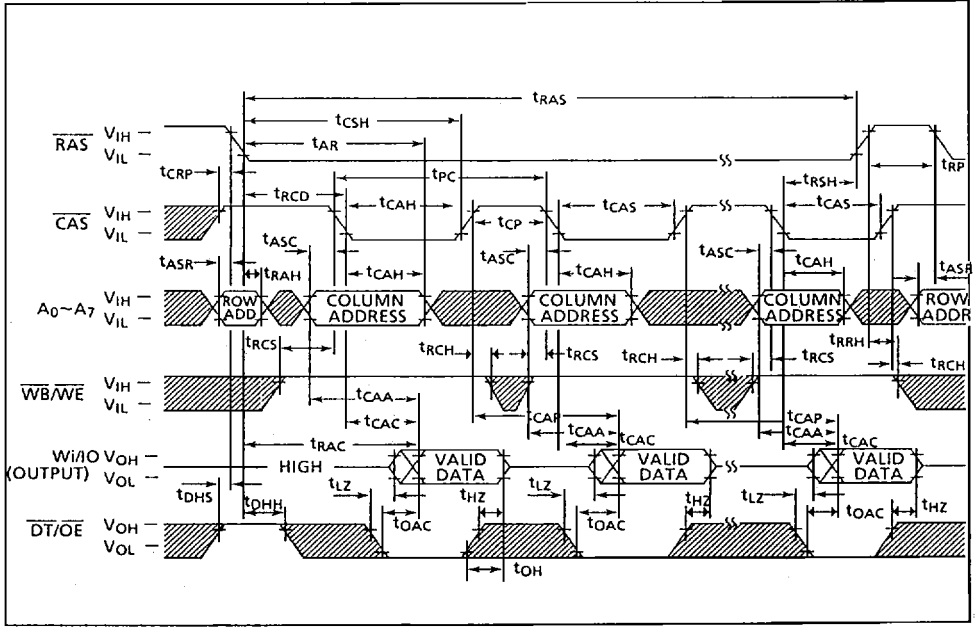 tRAS
tCSH
RAS VIH
VIL
tAR
tCRP
tPC
tRP
tRCD
tCAH
tRSH
CAS VIH
VIL
tCP
tCAS
tCAS
tASC
tASC
tASC
tASR
tRAH
tCAH
tCAH
tCAH
tASR
A0~A7 VIH
VIL
ROW ADD
COLUMN ADDRESS
COLUMN ADDRESS
COLUMN ADDRESS
ROW ADDR
tRCS
tRCH
tRCS
tRCH
tRCS
tRRH
tRCH
WB/WE VIH
VIL
tCAA
tCAP
tCAP
tCAC
tCAA
tCAA
tRAC
tCAC
tCAC
Wi/IO (OUTPUT) VOH
VOL
HIGH
VALID DATA
VALID DATA
VALID DATA
tDHS
tDHH
tLZ
tHZ
tLZ
tHZ
tLZ
tHZ
tOAC
tOAC
tOAC
DT/OE VOH
VOL
tOH